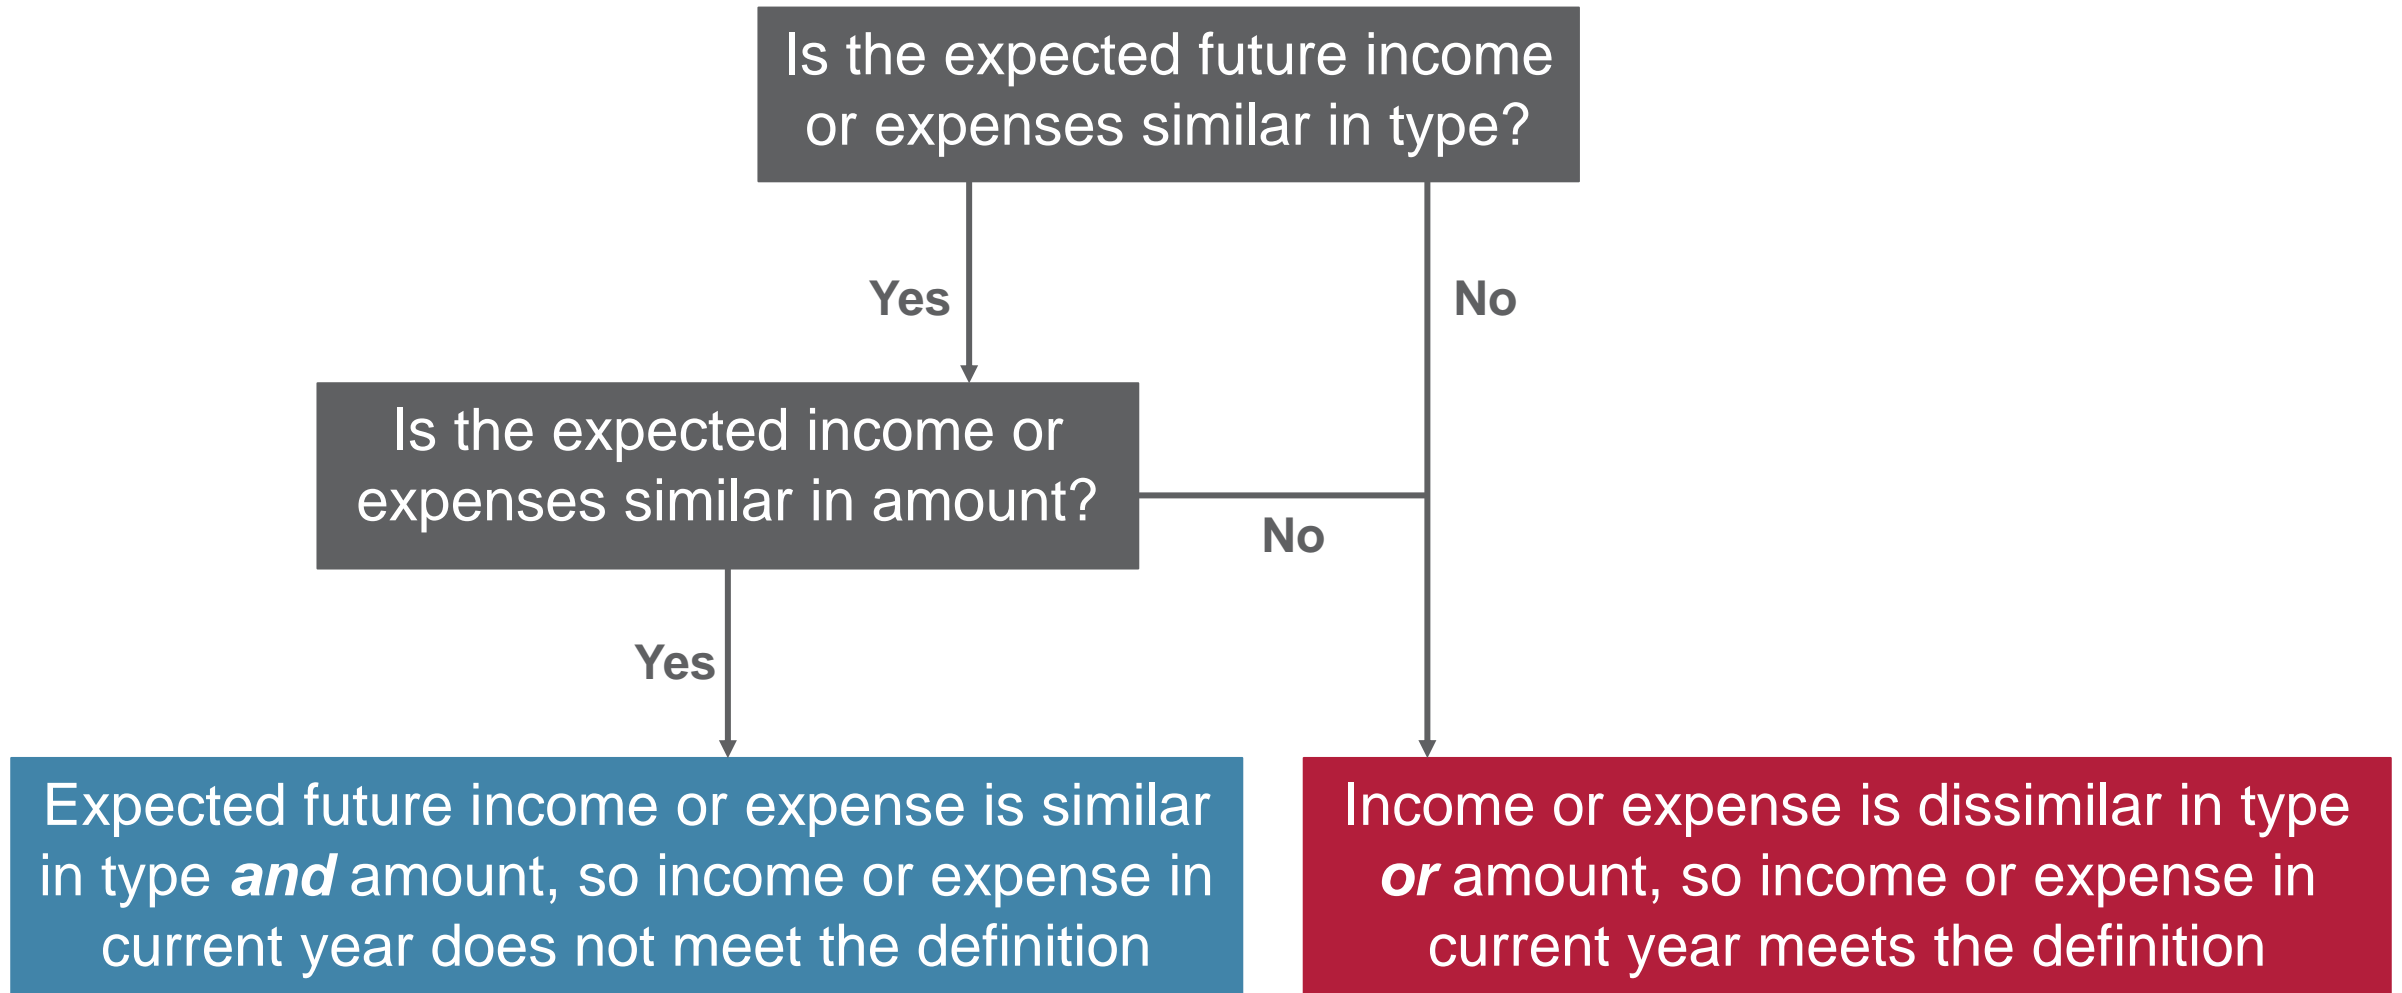 Is the expected future income
or expenses similar in type?
Yes
No
Is the expected income or
expenses similar in amount?
No
Yes
Expected future income or expense is similar
in type and amount, so income or expense in
current year does not meet the definition
Income or expense is dissimilar in type
or amount, so income or expense in
current year meets the definition